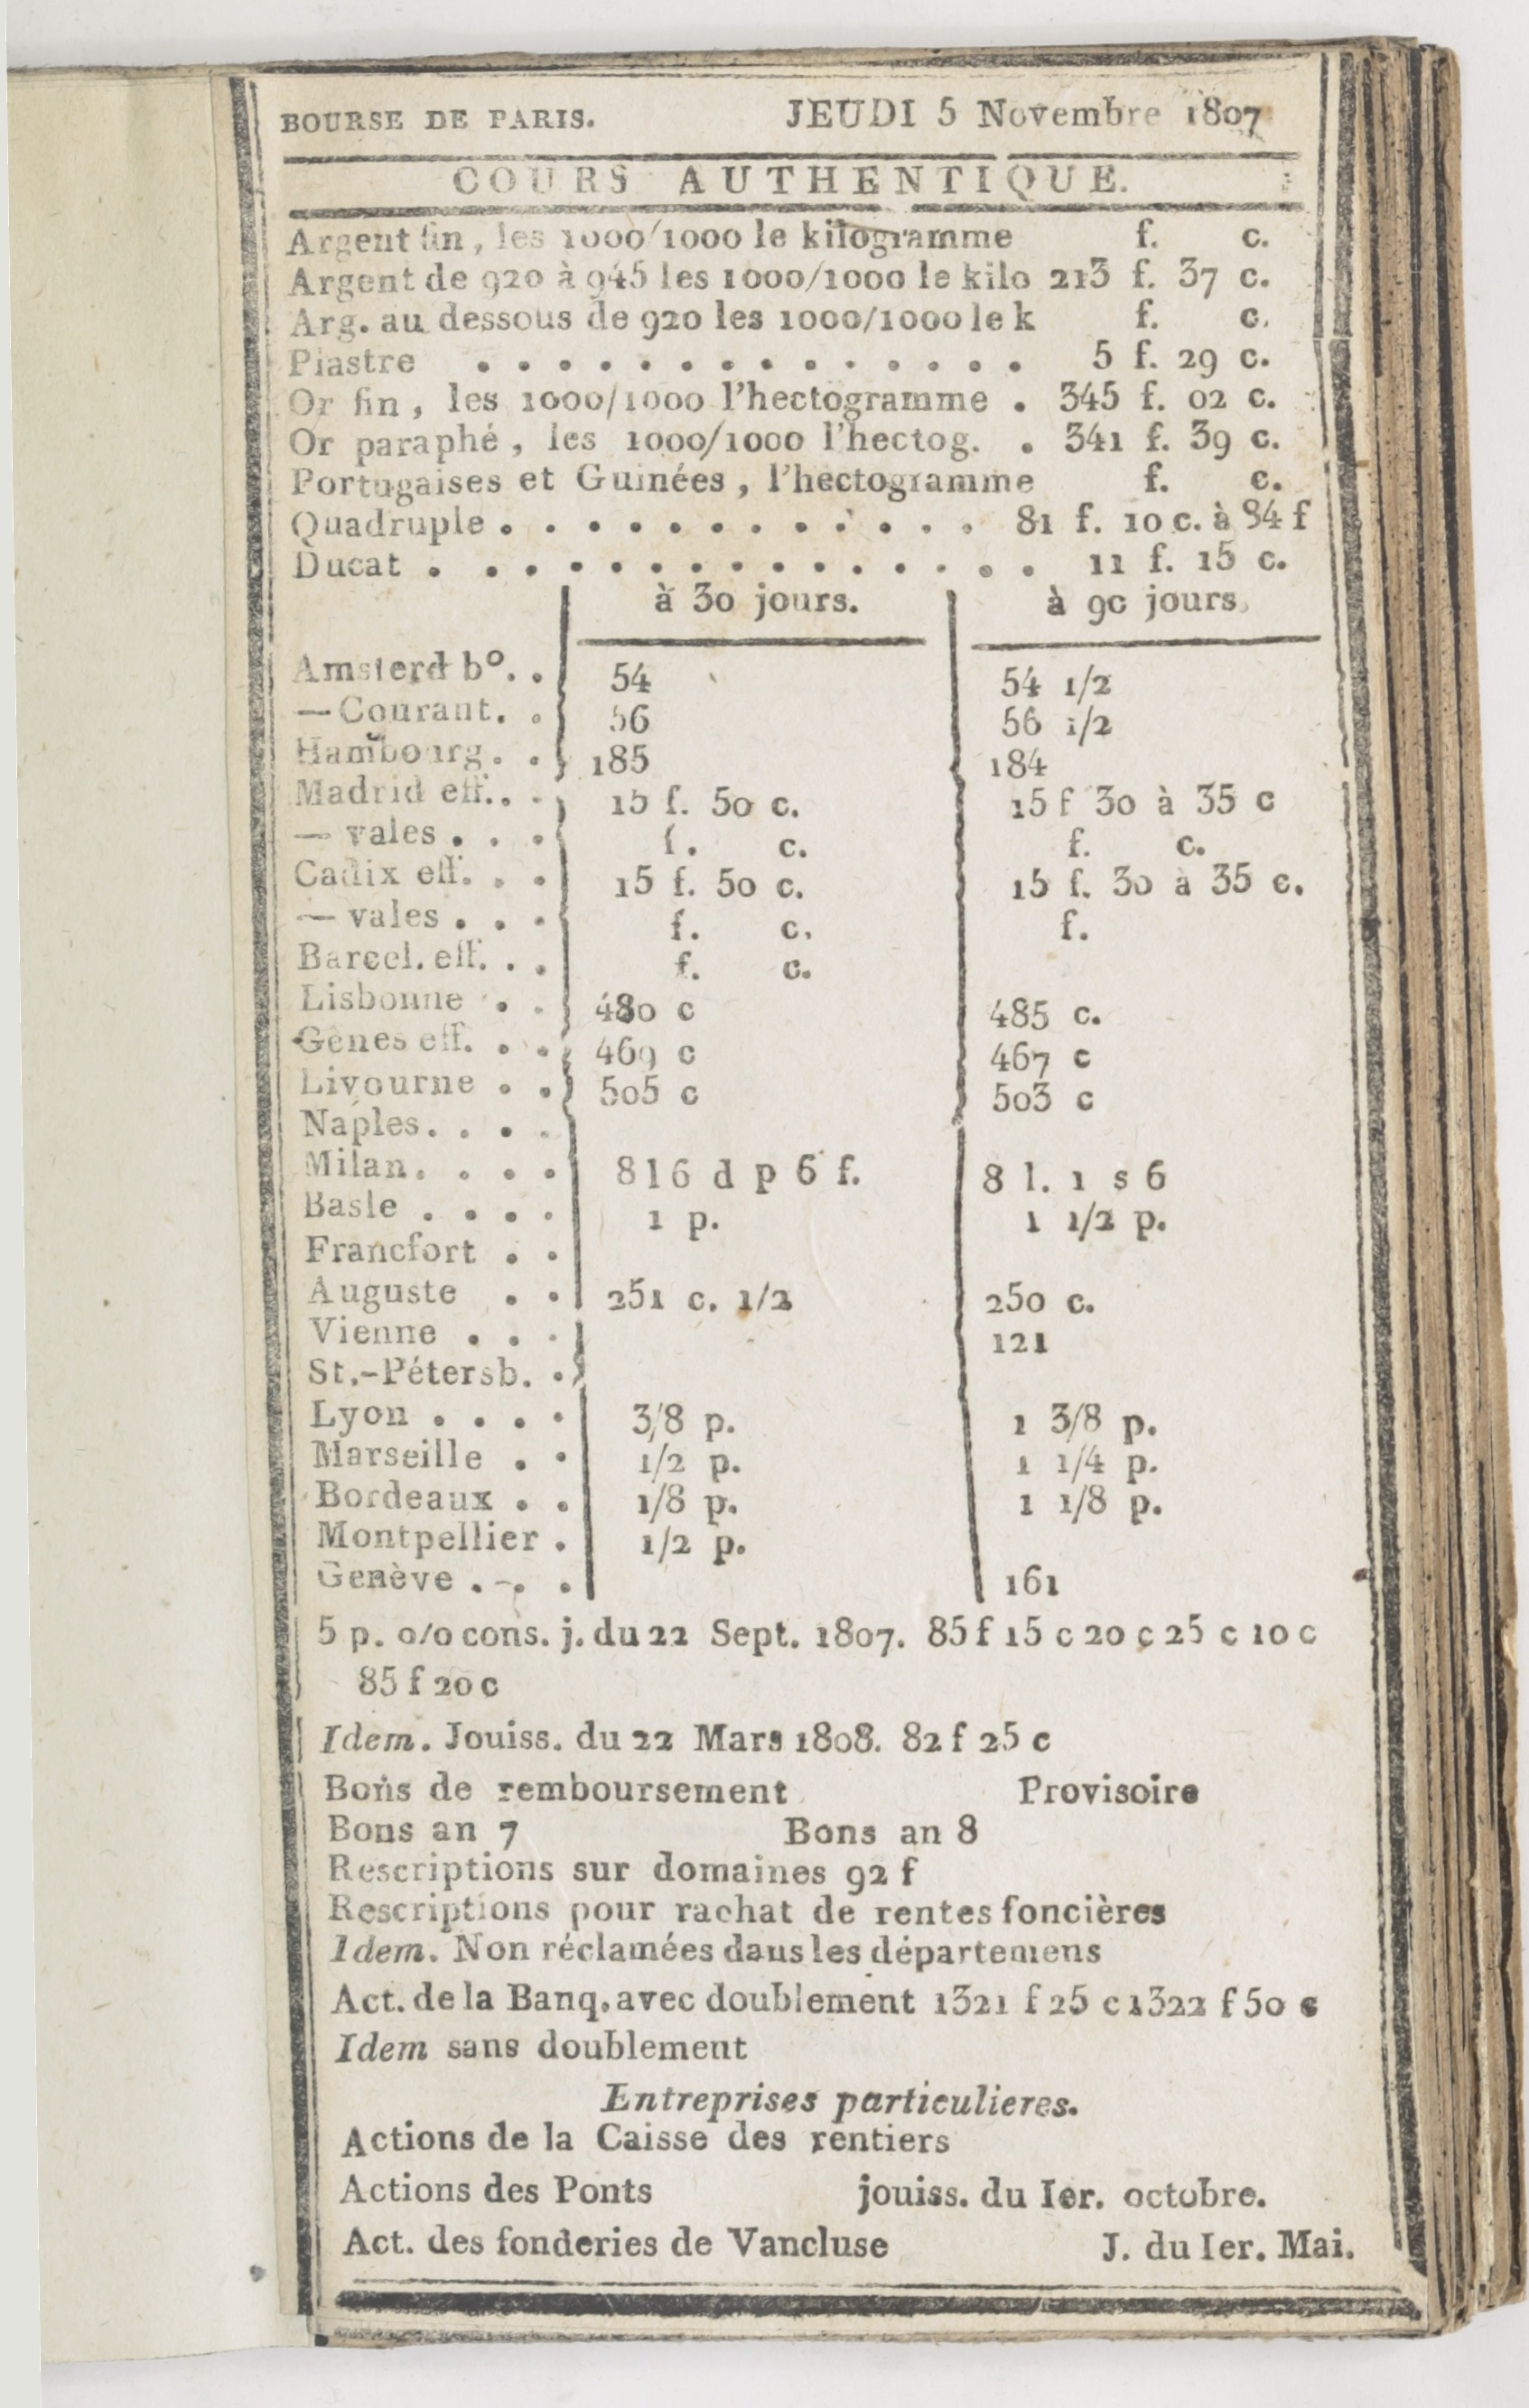 BOURSE DE PARIS. JEUDI 5 Novembre 1807
COURS AUTHENTIQUE.
Argent fin, les 1000/1000 le kilogramme f. c.
Argent de 920 à 945 les 1000/1000 le kilo 213 f. 37 c.
Arg. au dessous de 920 les 1000/1000 le k f. c.
Piastre . . . . . . . . . . . . . . 5 f. 29 c.
Or fin, les 1000/1000 l'hectogramme . 345 f. 02 c.
Or paraphé, les 1000/1000 l'hectog. . 341 f. 39 c.
Portugaises et Guinées, l'hectogramme f. c.
Quadruple . . . . . . . . . . . . 81 f. 10 c. à 84 f
Ducat . . . . . . . . . . . . . . . 11 f. 15 c.
à 30 jours. à 90 jours.
Amsterd bº. . 54 54 1/2
— Courant. . 56 56 1/2
Hambourg. . 185 184
Madrid eff. . . 15 f. 50 c. 15 f 30 à 35 c
— vales . . . f. c. f. c.
Cadix eff. . . 15 f. 50 c. 15 f. 30 à 35 c.
— vales . . . f. c. f.
Barcel. eff. . . f. c.
Lisbonne . . 480 c 485 c.
Gênes eff. . . 469 c 467 c
Livourne . . 505 c 503 c
Naples. . . .
Milan. . . . 8 l 6 d p 6 f. 8 l. 1 s 6
Basle . . . . 1 p. 1 1/2 p.
Francfort . .
Auguste . . 251 c. 1/2 250 c.
Vienne . . . 121
St.-Pétersb. .
Lyon . . . . 3/8 p. 1 3/8 p.
Marseille . . 1/2 p. 1 1/4 p.
Bordeaux . . 1/8 p. 1 1/8 p.
Montpellier . 1/2 p.
Genève . . . 161
5 p. 0/0 cons. j. du 22 Sept. 1807. 85 f 15 c 20 c 25 c 10 c
85 f 20 c
Idem. Jouiss. du 22 Mars 1808. 82 f 25 c
Bons de remboursement Provisoire
Bons an 7 Bons an 8
Rescriptions sur domaines 92 f
Rescriptions pour rachat de rentes foncières
Idem. Non réclamées dans les départemens
Act. de la Banq. avec doublement 1321 f 25 c 1322 f 50 c
Idem sans doublement
Entreprises particulieres.
Actions de la Caisse des rentiers
Actions des Ponts jouiss. du Ier. octobre.
Act. des fonderies de Vancluse J. du Ier. Mai.